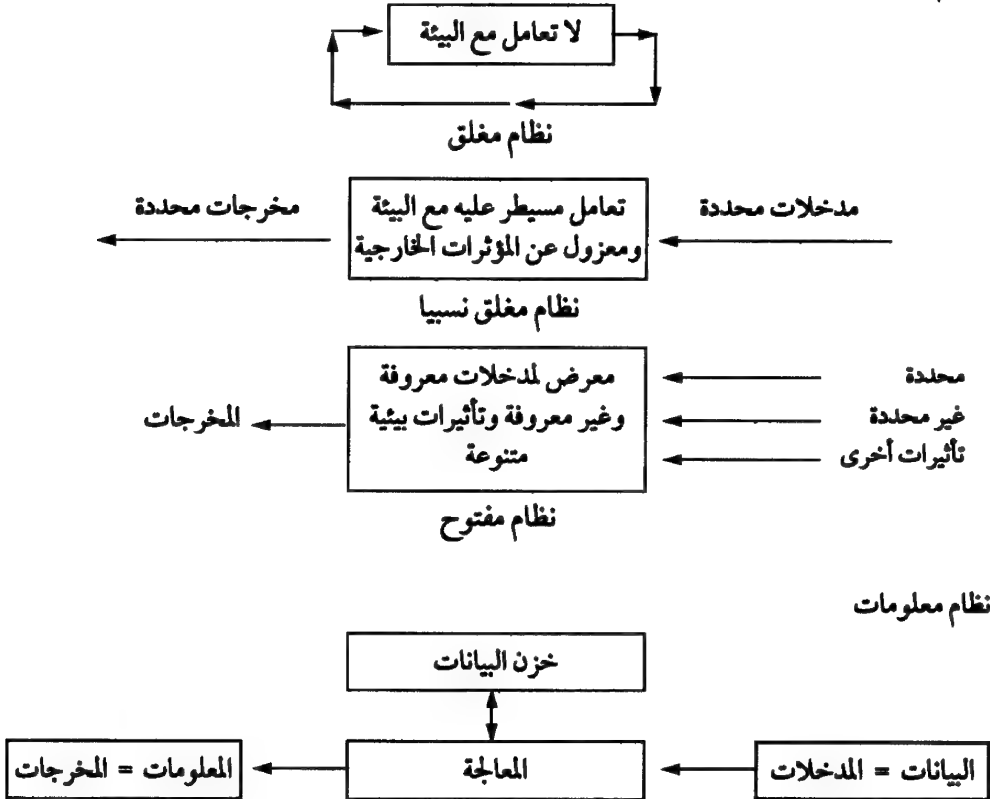 لا تعامل مع البيئة
نظام مغلق
مدخلات محددة
تعامل مسيطر عليه مع البيئة
ومعزول عن المؤثرات الخارجية
مخرجات محددة
نظام مغلق نسبيا
محددة
غير محددة
تأثيرات أخرى
معرض لمدخلات معروفة
وغير معروفة وتأثيرات بيئية
متنوعة
المخرجات
نظام مفتوح
نظام معلومات
خزن البيانات
البيانات = المدخلات
المعالجة
المعلومات = المخرجات